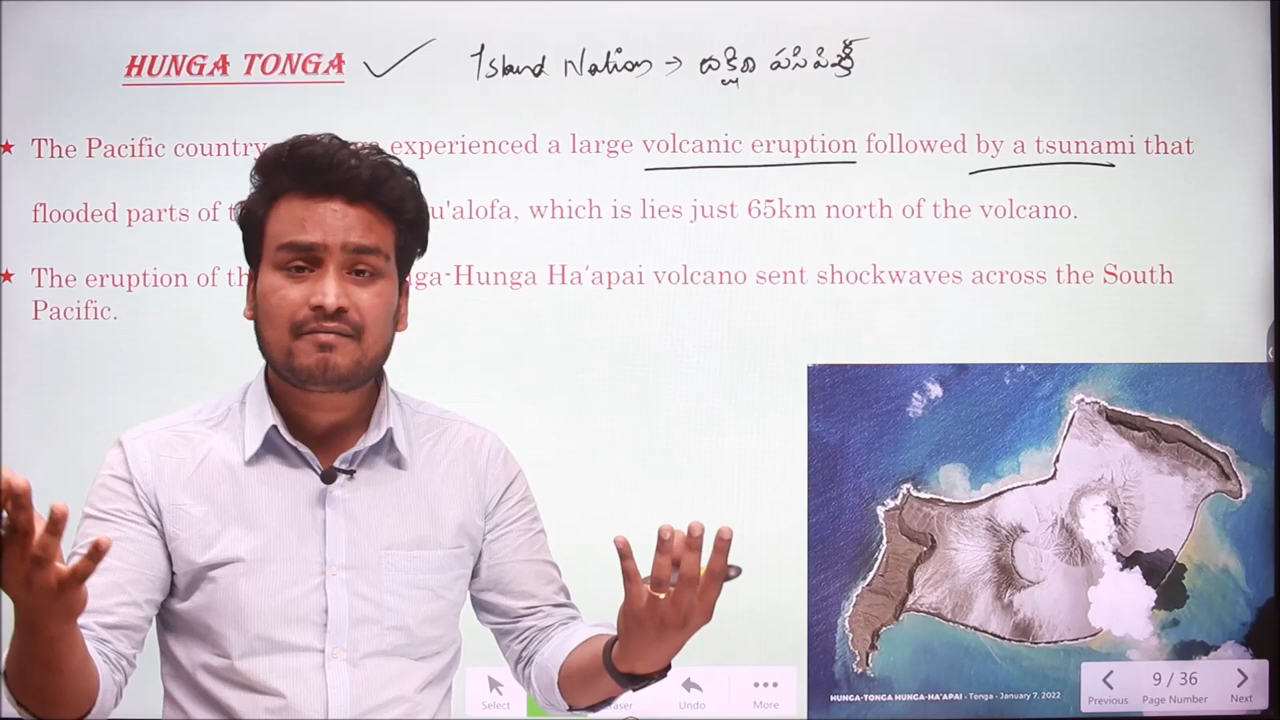 HUNGA TONGA Island Nation → దక్షిణ పసిఫిక్
★ The Pacific country experienced a large volcanic eruption followed by a tsunami that
flooded parts of u'alofa, which is lies just 65km north of the volcano.
★ The eruption of ga-Hunga Ha'apai volcano sent shockwaves across the South
Pacific.
HUNGA-TONGA HUNGA-HA'APAI - Tonga - January 7, 2022
Select
Undo
More
Previous
9 / 36
Page Number
Next